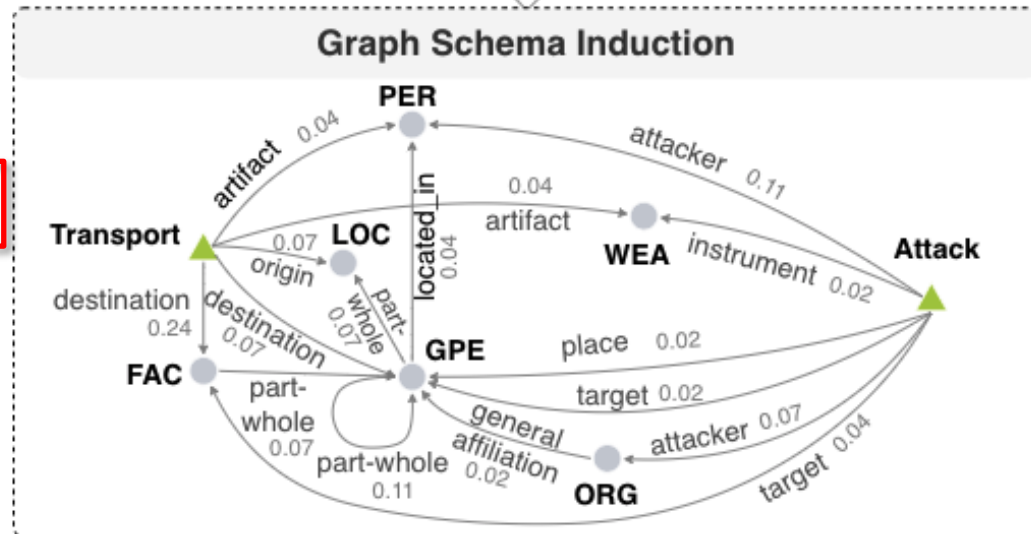 Graph Schema Induction
PER
artifact 0.04
attacker 0.11
located_in
0.04
0.04
artifact
Transport
0.07
origin
LOC
WEA
instrument 0.02
Attack
destination
0.24
destination
0.07
part-
whole
0.07
GPE
place 0.02
FAC
part-
whole
0.07
target 0.02
general
affiliation
0.02
attacker 0.07
part-whole
0.11
ORG
target 0.04